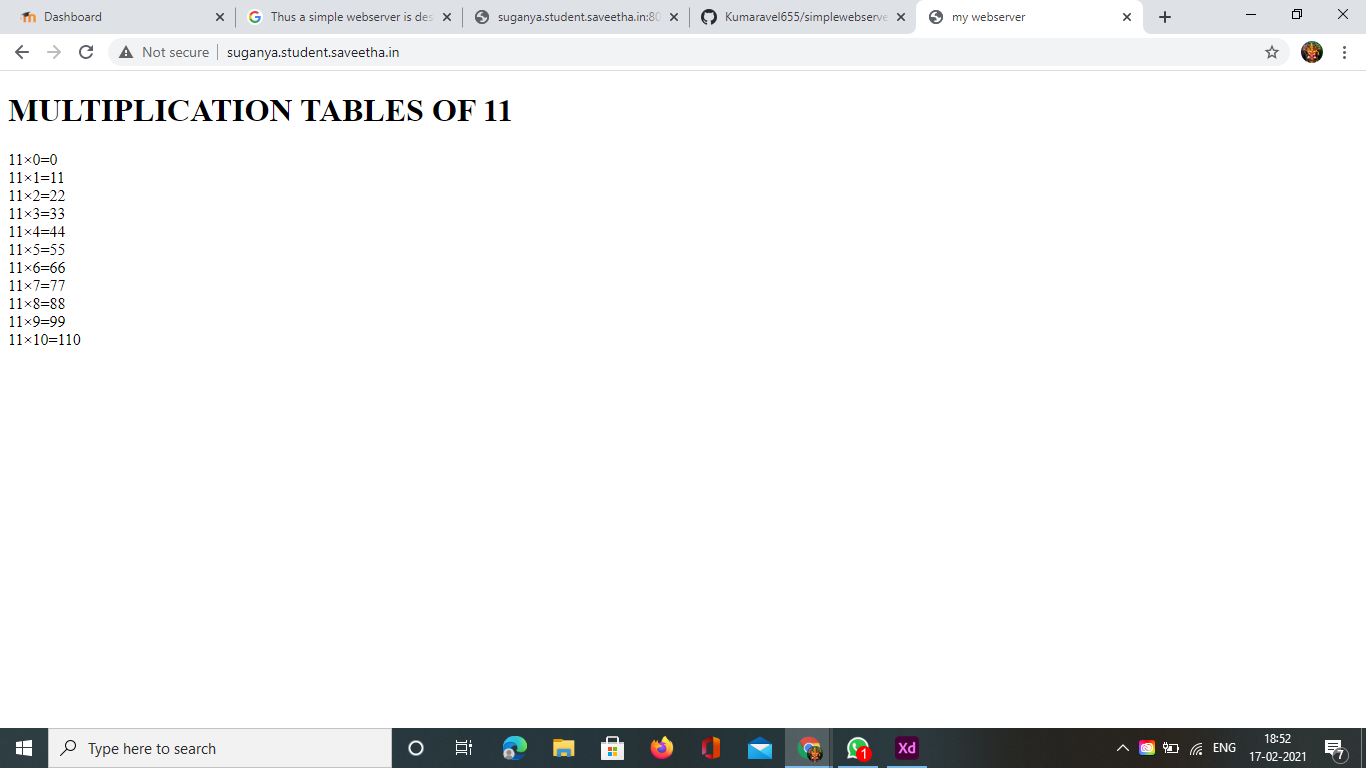 Dashboard
Thus a simple webserver is des
suganya.student.saveetha.in:80
Kumaravel655/simplewebserve
my webserver
Not secure
suganya.student.saveetha.in
MULTIPLICATION TABLES OF 11
11×0=0
11×1=11
11×2=22
11×3=33
11×4=44
11×5=55
11×6=66
11×7=77
11×8=88
11×9=99
11×10=110
Type here to search
1
Xd
ENG
18:52
17-02-2021
7